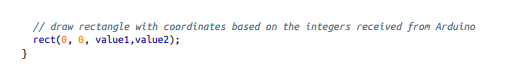 // draw rectangle with coordinates based on the integers received from Arduino
rect(0, 0, value1,value2);
}